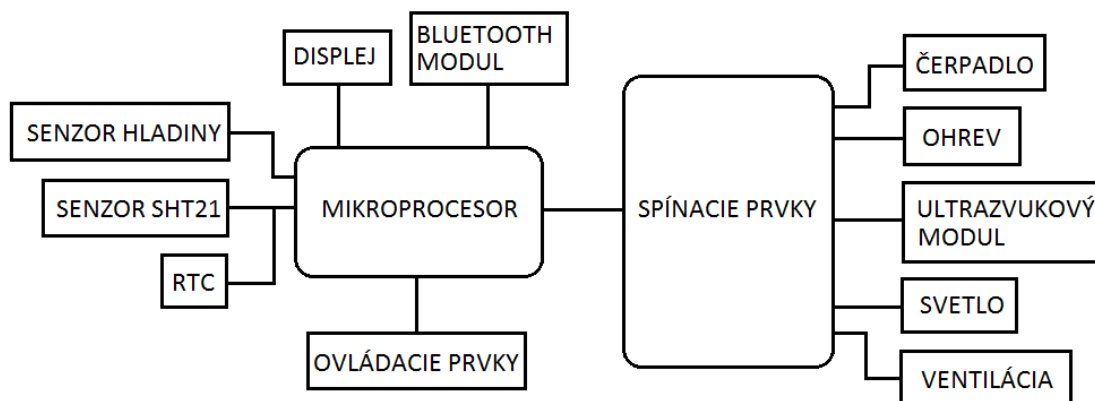 DISPLEJ
BLUETOOTH
MODUL
SENZOR HLADINY
SENZOR SHT21
RTC
MIKROPROCESOR
OVLÁDACIE PRVKY
SPÍNACIE PRVKY
ČERPADLO
OHREV
ULTRAZVUKOVÝ
MODUL
SVETLO
VENTILÁCIA